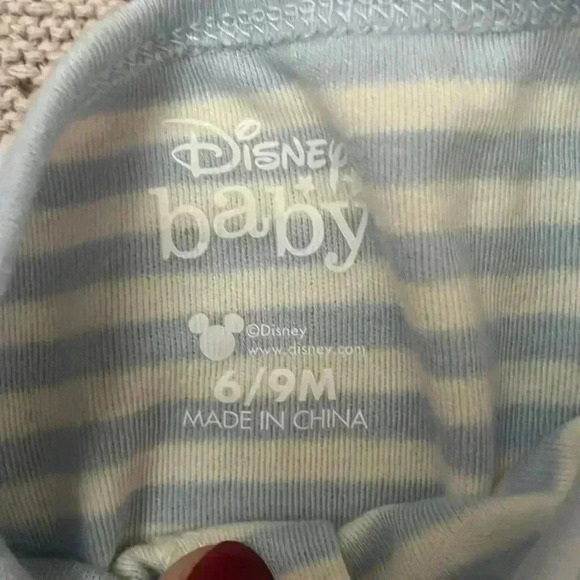 Disney
baby
©Disney
www.disney.com
6/9M
MADE IN CHINA